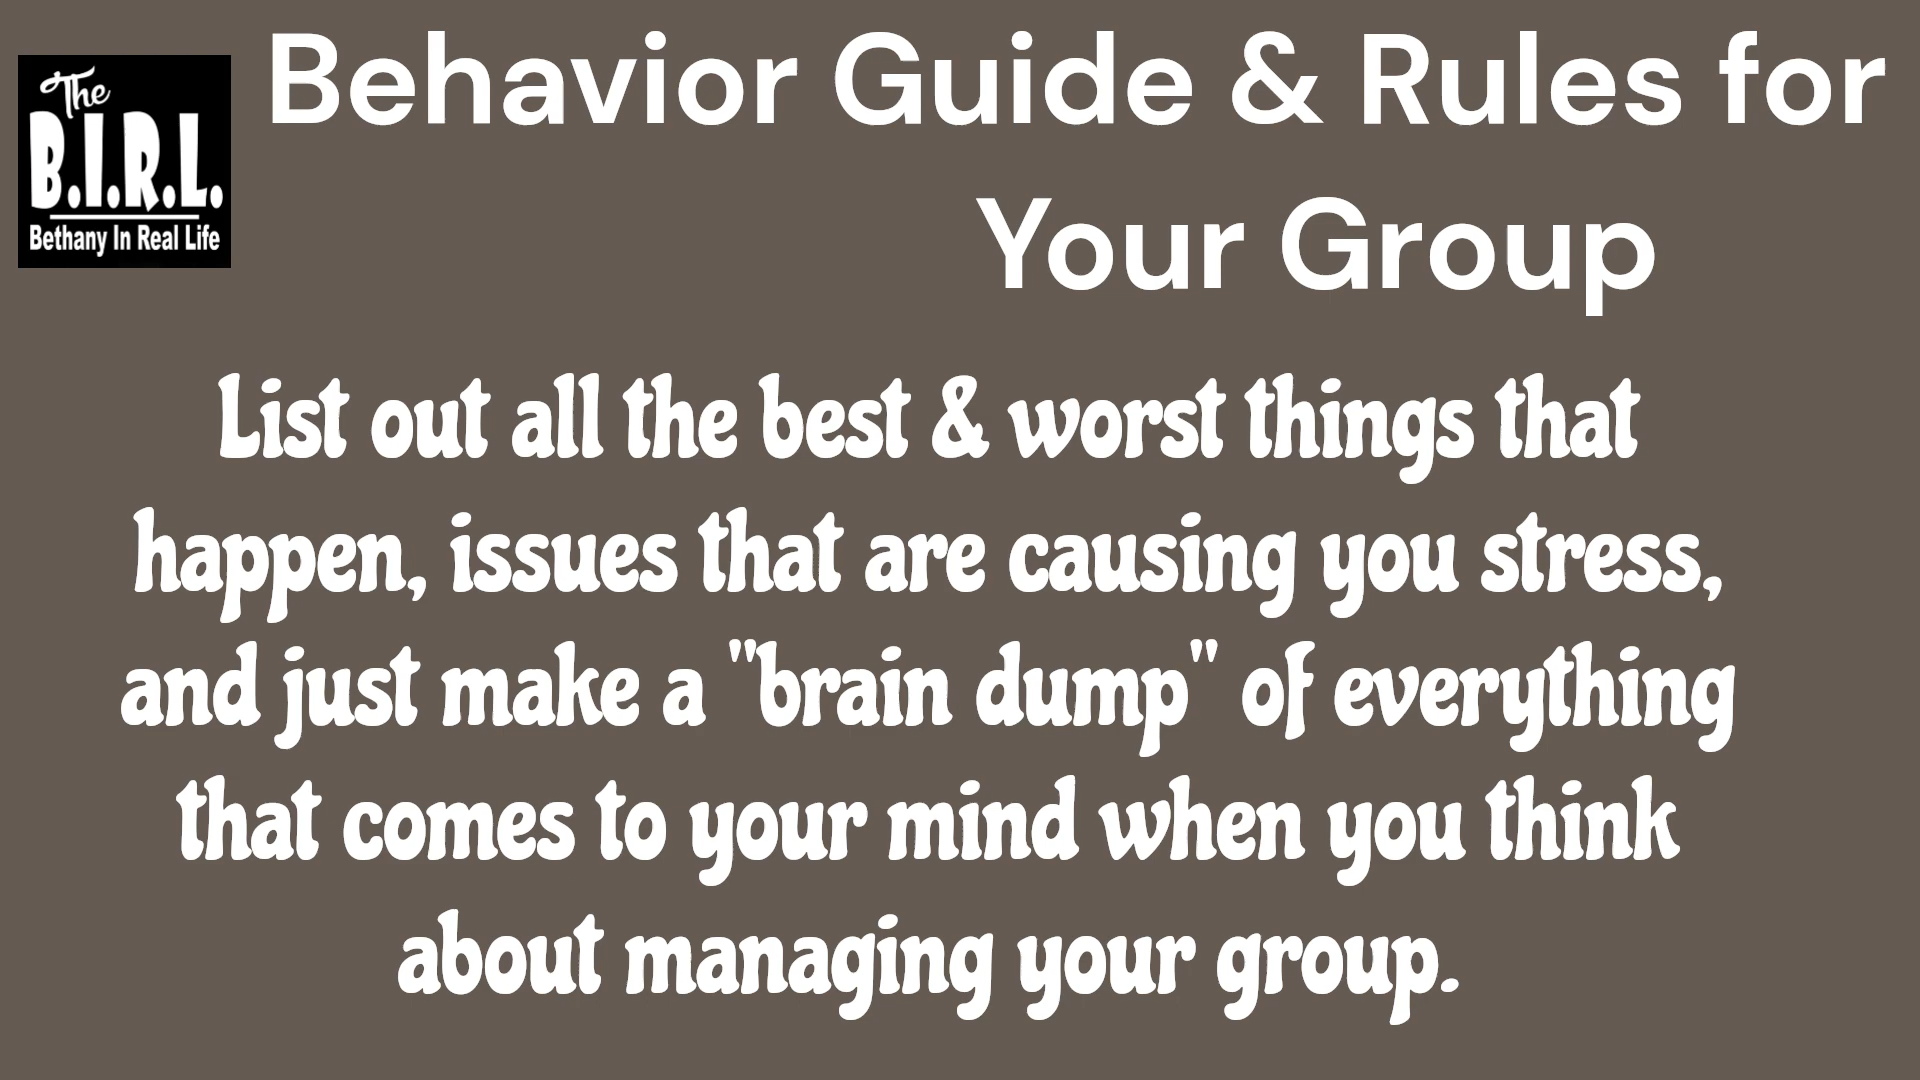 The
B.I.R.L.
Bethany In Real Life
Behavior Guide & Rules for
Your Group
List out all the best & worst things that
happen, issues that are causing you stress,
and just make a "brain dump" of everything
that comes to your mind when you think
about managing your group.